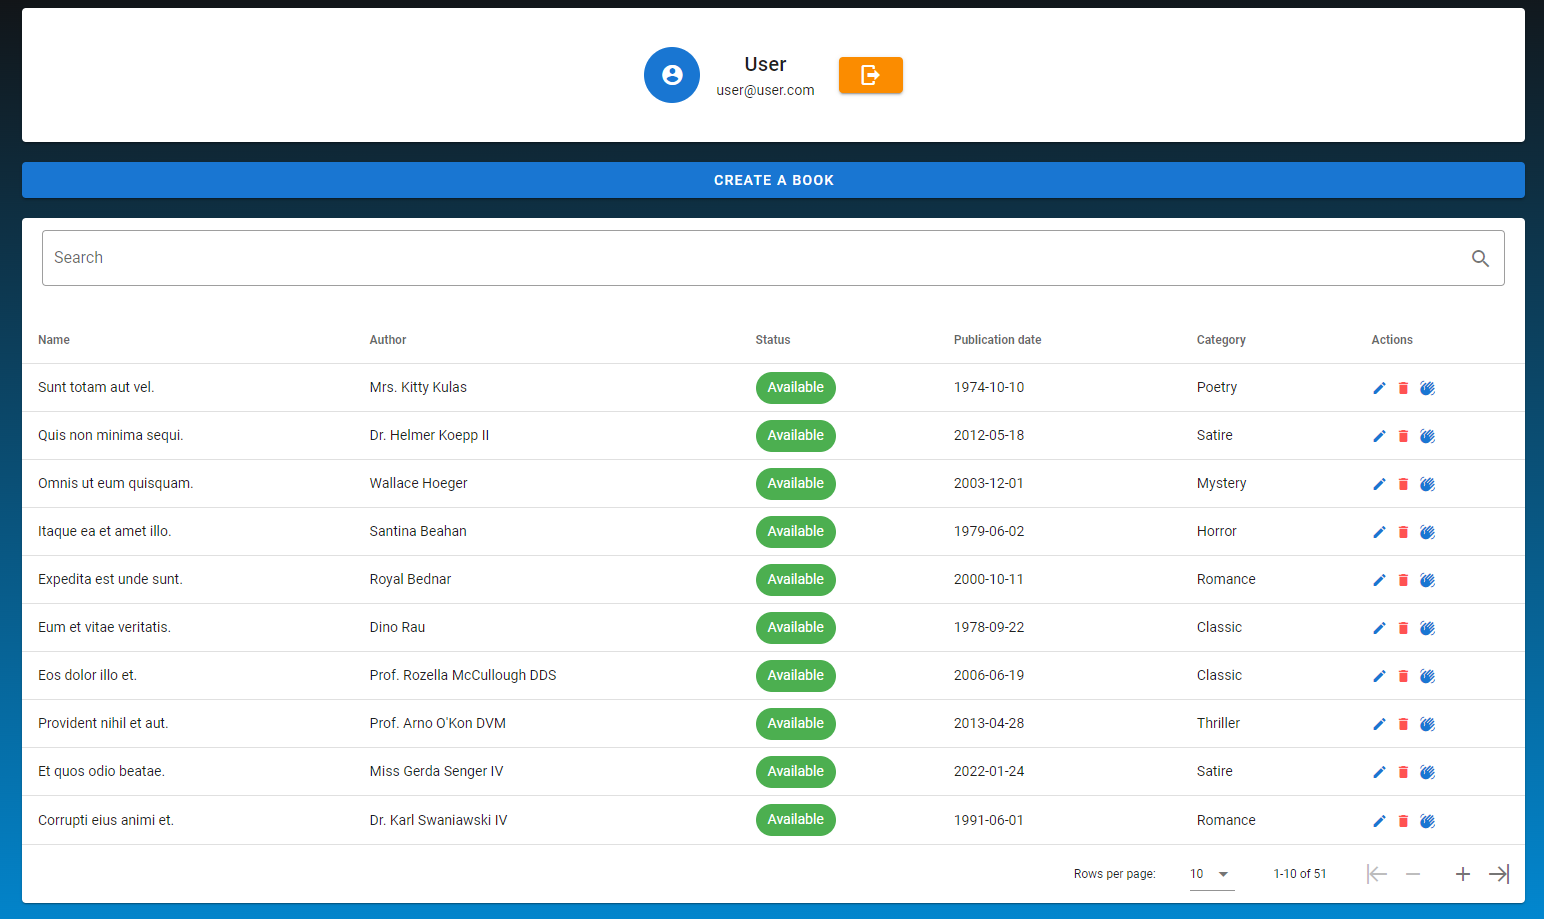 User
user@user.com
CREATE A BOOK
Search
Name Author Status Publication date Category Actions
Sunt totam aut vel. Mrs. Kitty Kulas Available 1974-10-10 Poetry
Quis non minima sequi. Dr. Helmer Koepp II Available 2012-05-18 Satire
Omnis ut eum quisquam. Wallace Hoeger Available 2003-12-01 Mystery
Itaque ea et amet illo. Santina Beahan Available 1979-06-02 Horror
Expedita est unde sunt. Royal Bednar Available 2000-10-11 Romance
Eum et vitae veritatis. Dino Rau Available 1978-09-22 Classic
Eos dolor illo et. Prof. Rozella McCullough DDS Available 2006-06-19 Classic
Provident nihil et aut. Prof. Arno O'Kon DVM Available 2013-04-28 Thriller
Et quos odio beatae. Miss Gerda Senger IV Available 2022-01-24 Satire
Corrupti eius animi et. Dr. Karl Swaniawski IV Available 1991-06-01 Romance
Rows per page: 10 1-10 of 51